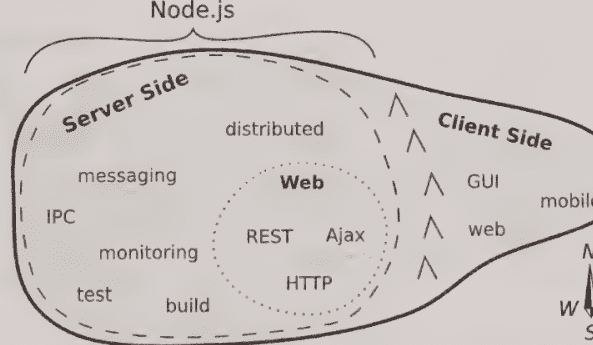 Node.js
Server Side
Client Side
distributed
messaging
Web
GUI
mobile
IPC
REST Ajax
web
monitoring
HTTP
test
build
N
W
S